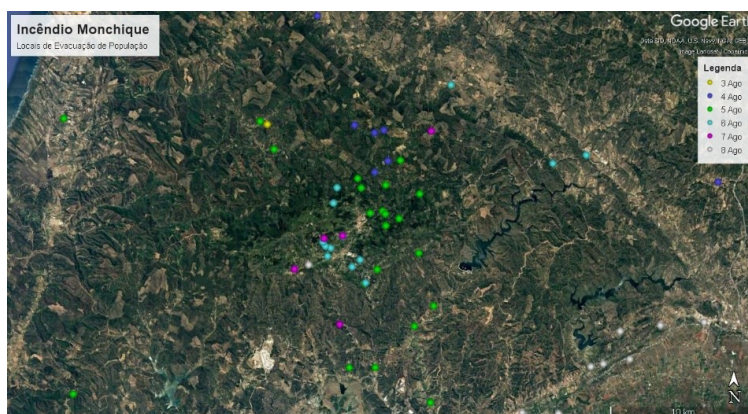 Incêndio Monchique
Locais de Evacuação de População
Google Earth
Legenda
3 Ago
4 Ago
5 Ago
6 Ago
7 Ago
8 Ago
N
10 km